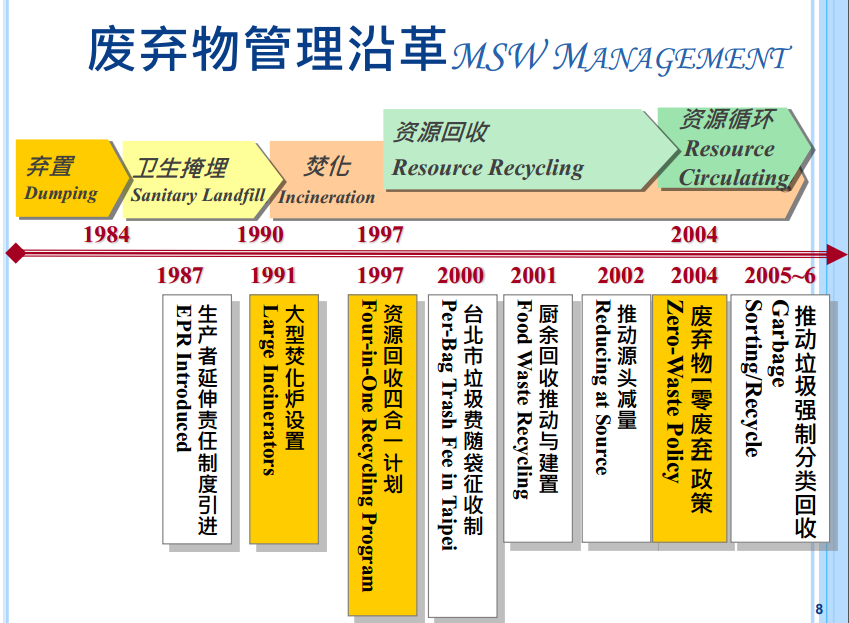 废弃物管理沿革MSW MANAGEMENT
弃置
Dumping
卫生掩埋
Sanitary Landfill
焚化
Incineration
资源回收
Resource Recycling
资源循环
Resource
Circulating
1984
1990
1997
2004
1987
1991
1997
2000
2001
2002
2004
2005~6
生产者延伸责任制度引进
EPR Introduced
大型焚化炉设置
Large Incinerators
资源回收四合一计划
Four-in-One Recycling Program
台北市垃圾费随袋征收制
Per-Bag Trash Fee in Taipei
厨余回收推动与建置
Food Waste Recycling
推动源头减量
Reducing at Source
废弃物[零废弃]政策
Zero-Waste Policy
推动垃圾强制分类回收
Garbage
Sorting/Recycle
8